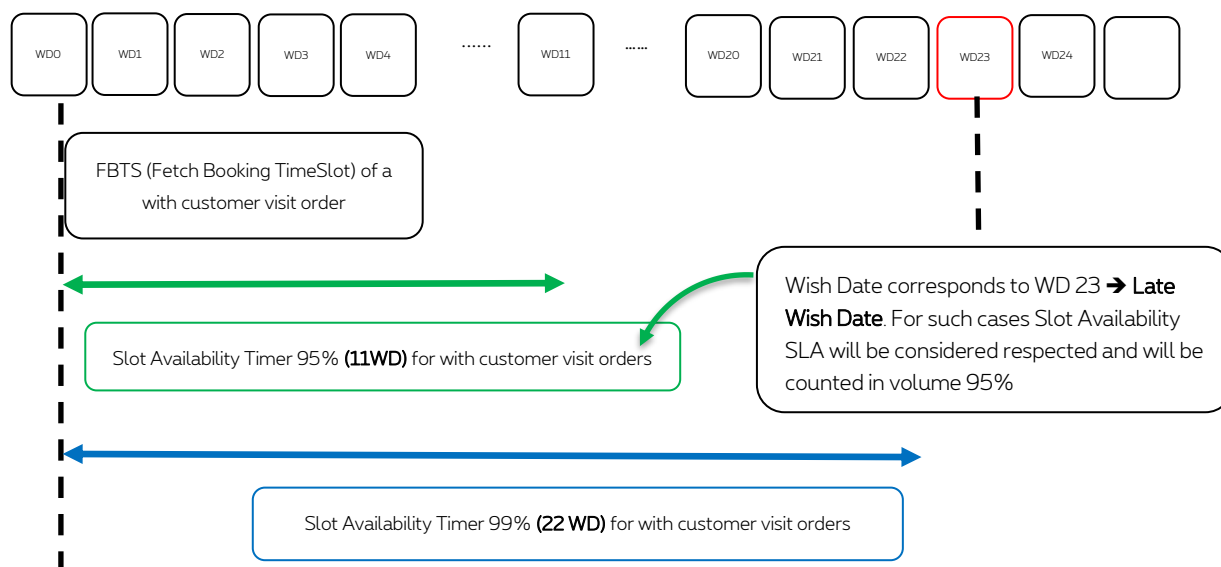 WD0 WD1 WD2 WD3 WD4 ...... WD11 ...... WD20 WD21 WD22 WD23 WD24
FBTS (Fetch Booking TimeSlot) of a
with customer visit order
Wish Date corresponds to WD 23 ➔ Late
Wish Date. For such cases Slot Availability
SLA will be considered respected and will be
counted in volume 95%
Slot Availability Timer 95% (11WD) for with customer visit orders
Slot Availability Timer 99% (22 WD) for with customer visit orders